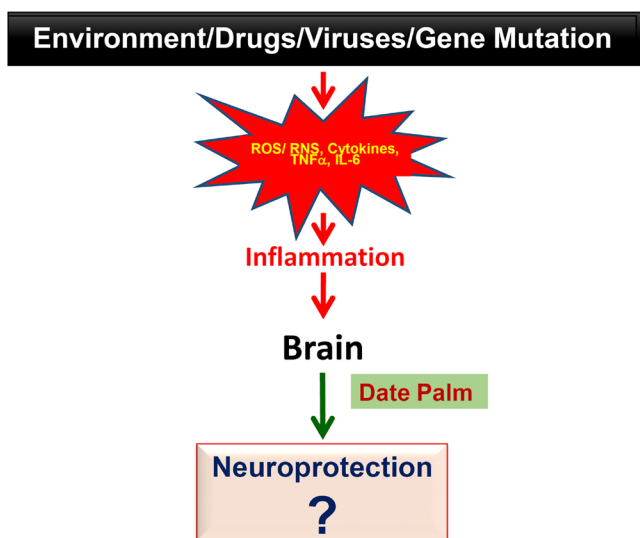 Environment/Drugs/Viruses/Gene Mutation
ROS/ RNS, Cytokines,
TNFα, IL-6
Inflammation
Brain
Date Palm
Neuroprotection
?